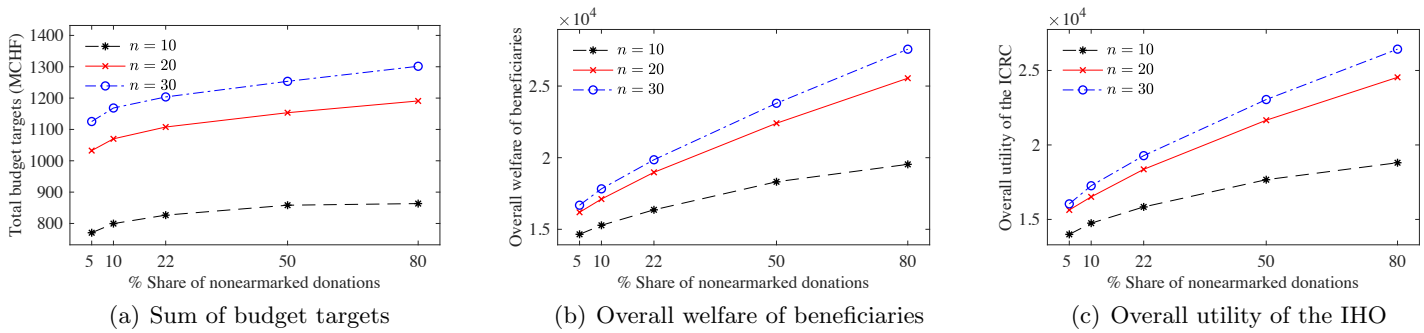 Total budget targets (MCHF)
1400
1300
1200
1100
1000
900
800
n = 10
n = 20
n = 30
5 10 22 50 80
% Share of nonearmarked donations
(a) Sum of budget targets
Overall welfare of beneficiaries
×10⁴
2.5
2
1.5
n = 10
n = 20
n = 30
5 10 22 50 80
% Share of nonearmarked donations
(b) Overall welfare of beneficiaries
Overall utility of the ICRC
×10⁴
2.5
2
1.5
n = 10
n = 20
n = 30
5 10 22 50 80
% Share of nonearmarked donations
(c) Overall utility of the IHO